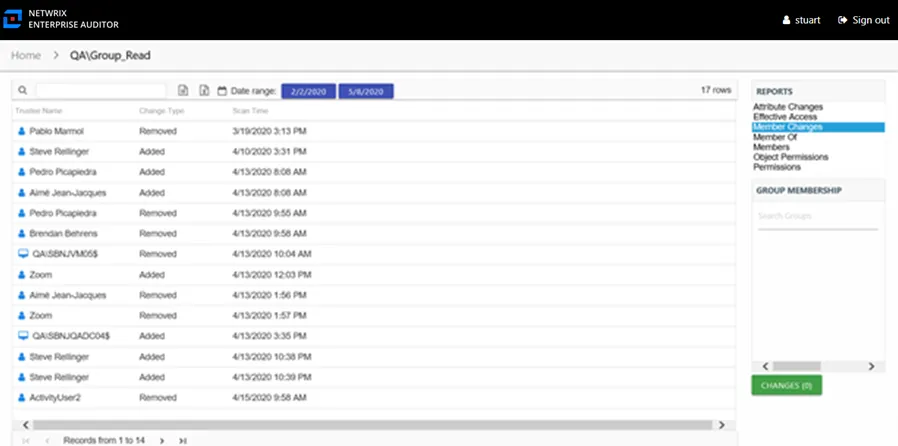 NETWRIX
ENTERPRISE AUDITOR
stuart Sign out
Home > QA\Group_Read
Date range: 2/2/2020 5/8/2020 17 rows
Trustee Name Change Type Scan Time
Pablo Marmol Removed 3/19/2020 3:13 PM
Steve Rellinger Added 4/10/2020 3:31 PM
Pedro Picapiedra Added 4/13/2020 8:08 AM
Aimé Jean-Jacques Added 4/13/2020 8:08 AM
Pedro Picapiedra Removed 4/13/2020 9:55 AM
Brendan Behrens Removed 4/13/2020 9:58 AM
QA\SBNJVM05$ Removed 4/13/2020 10:04 AM
Zoom Added 4/13/2020 12:03 PM
Aimé Jean-Jacques Removed 4/13/2020 1:56 PM
Zoom Removed 4/13/2020 1:57 PM
QA\SBNJQADC04$ Added 4/13/2020 3:35 PM
Steve Rellinger Added 4/13/2020 10:38 PM
Steve Rellinger Added 4/13/2020 10:39 PM
ActivityUser2 Removed 4/15/2020 9:58 AM
Records from 1 to 14
REPORTS
Attribute Changes
Effective Access
Member Changes
Member Of
Members
Object Permissions
Permissions
GROUP MEMBERSHIP
Search Groups
CHANGES (0)